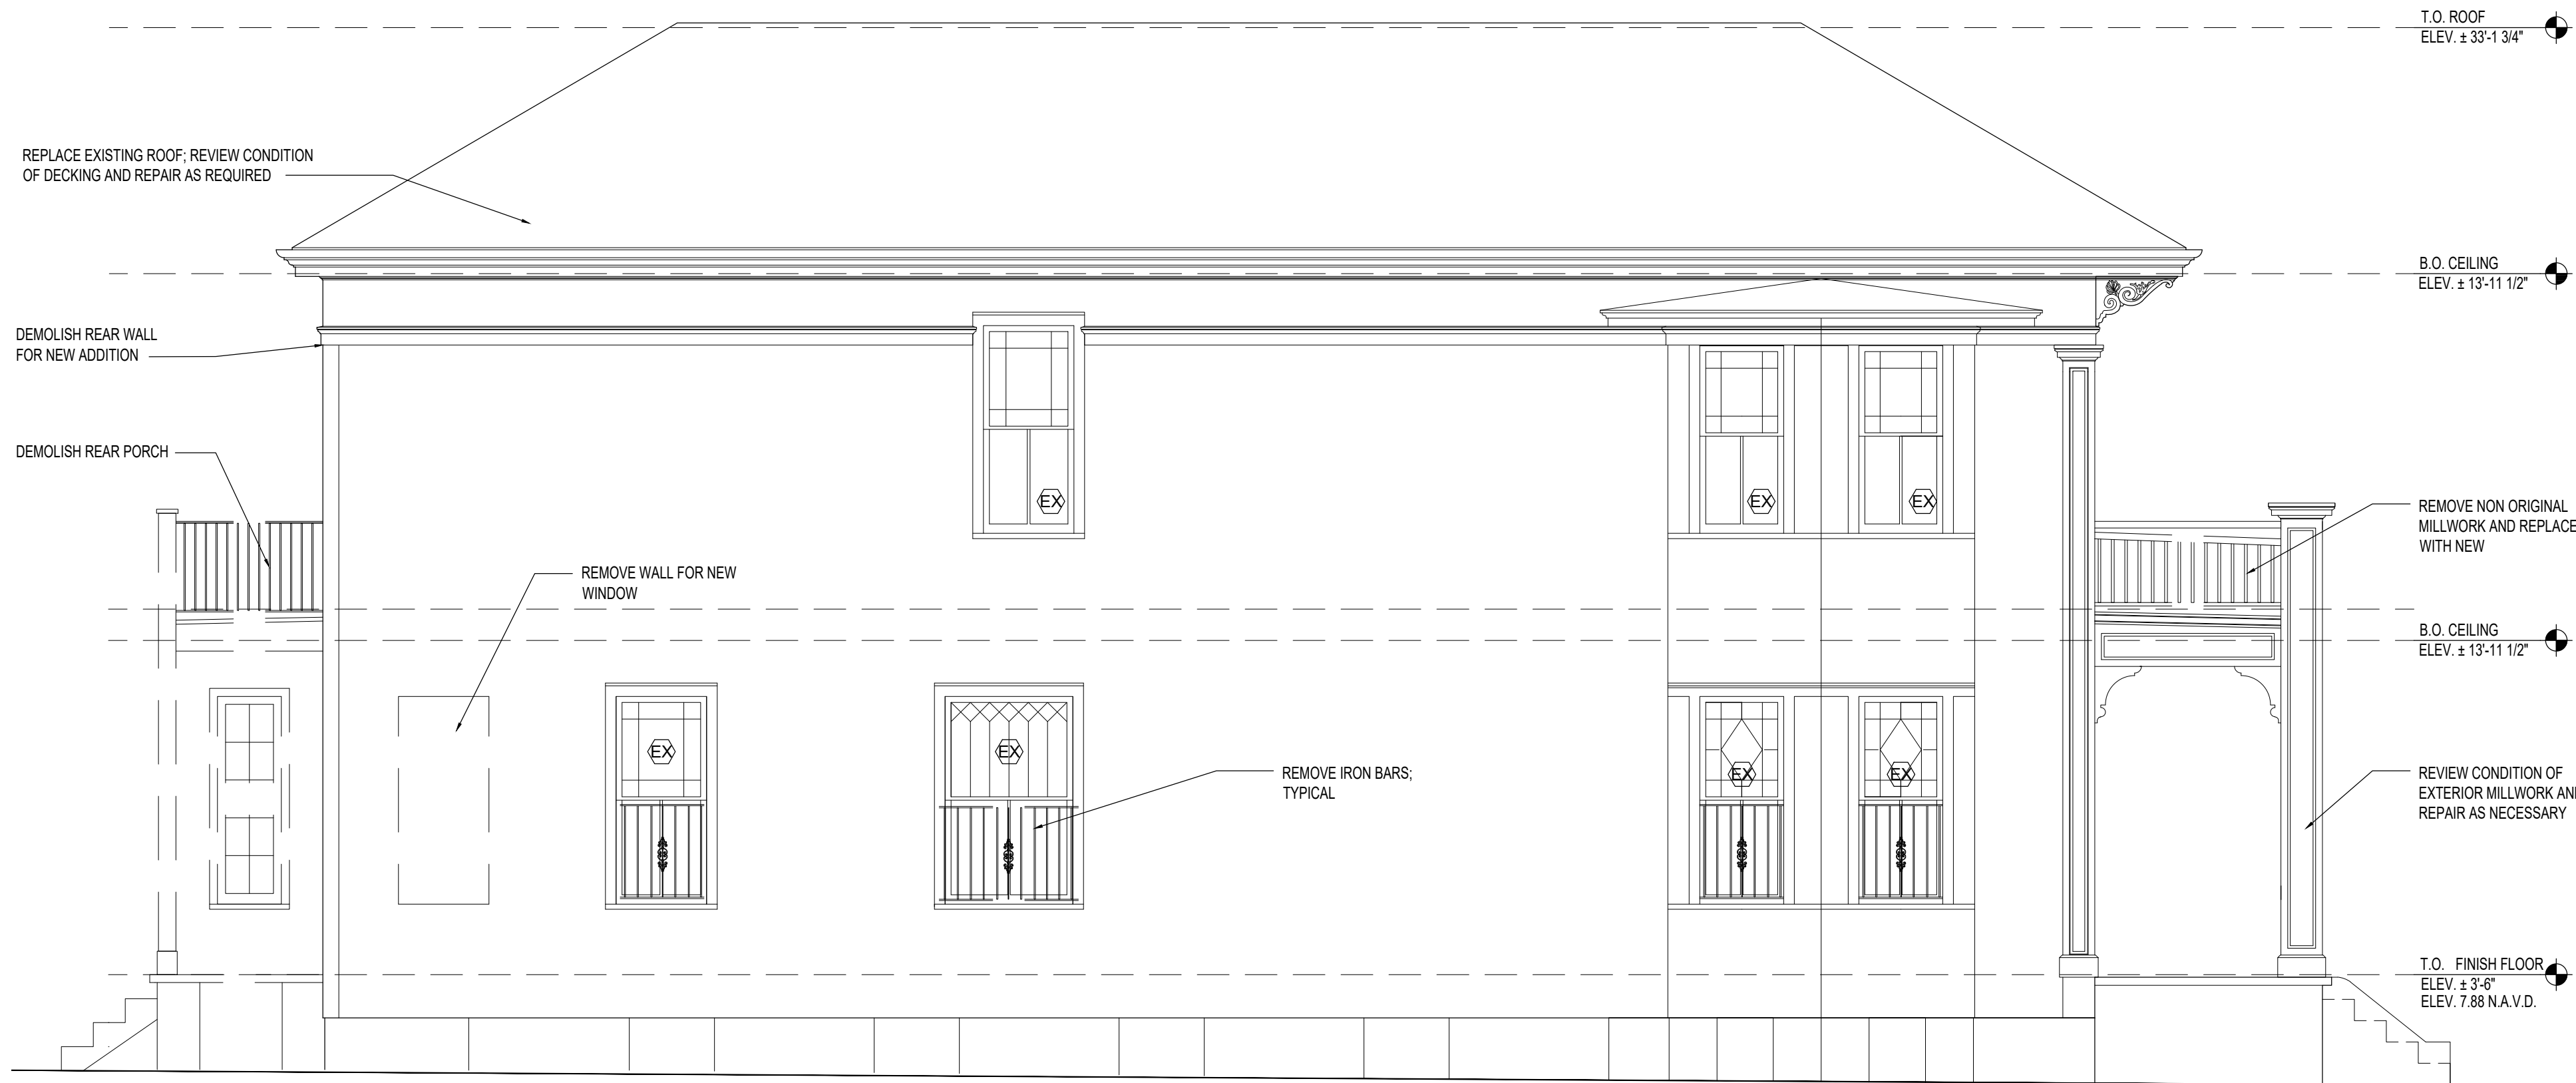 T.O. ROOF
ELEV. ± 33'-1 3/4"
REPLACE EXISTING ROOF; REVIEW CONDITION
OF DECKING AND REPAIR AS REQUIRED
B.O. CEILING
ELEV. ± 13'-11 1/2"
DEMOLISH REAR WALL
FOR NEW ADDITION
DEMOLISH REAR PORCH
EX
EX
EX
REMOVE NON ORIGINAL
MILLWORK AND REPLACE
WITH NEW
REMOVE WALL FOR NEW
WINDOW
B.O. CEILING
ELEV. ± 13'-11 1/2"
EX
EX
EX
EX
REMOVE IRON BARS;
TYPICAL
REVIEW CONDITION OF
EXTERIOR MILLWORK AN
REPAIR AS NECESSARY
T.O. FINISH FLOOR
ELEV. ± 3'-6"
ELEV. 7.88 N.A.V.D.